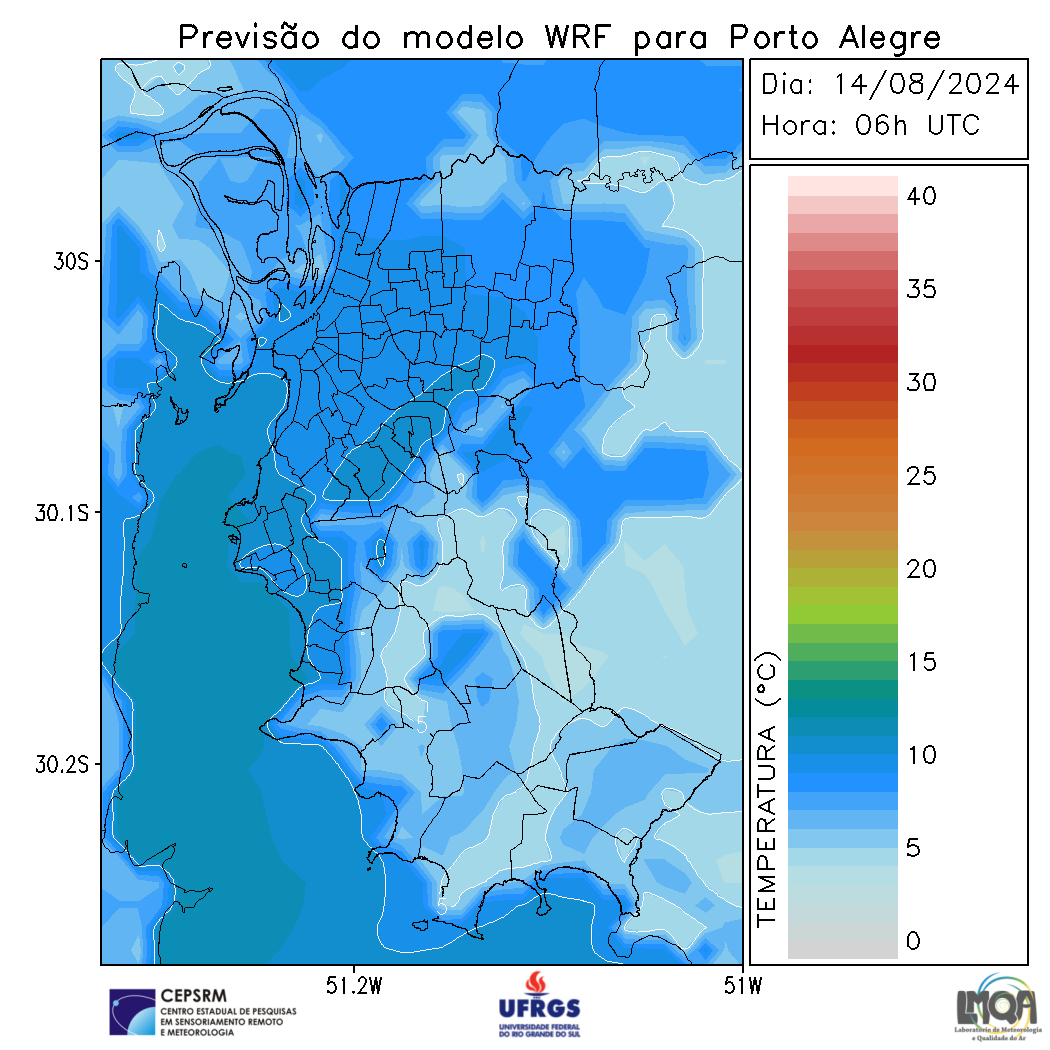 Previsão do modelo WRF para Porto Alegre
Dia: 14/08/2024
Hora: 06h UTC
40
35
30
25
20
15
10
5
0
TEMPERATURA (°C)
30S
30.1S
30.2S
5
5
51.2W
51W
CEPSRM
CENTRO ESTADUAL DE PESQUISAS
EM SENSORIAMENTO REMOTO
E METEOROLOGIA
UFRGS
UNIVERSIDADE FEDERAL
DO RIO GRANDE DO SUL
LMQA
Laboratório de Meteorologia
e Qualidade do Ar